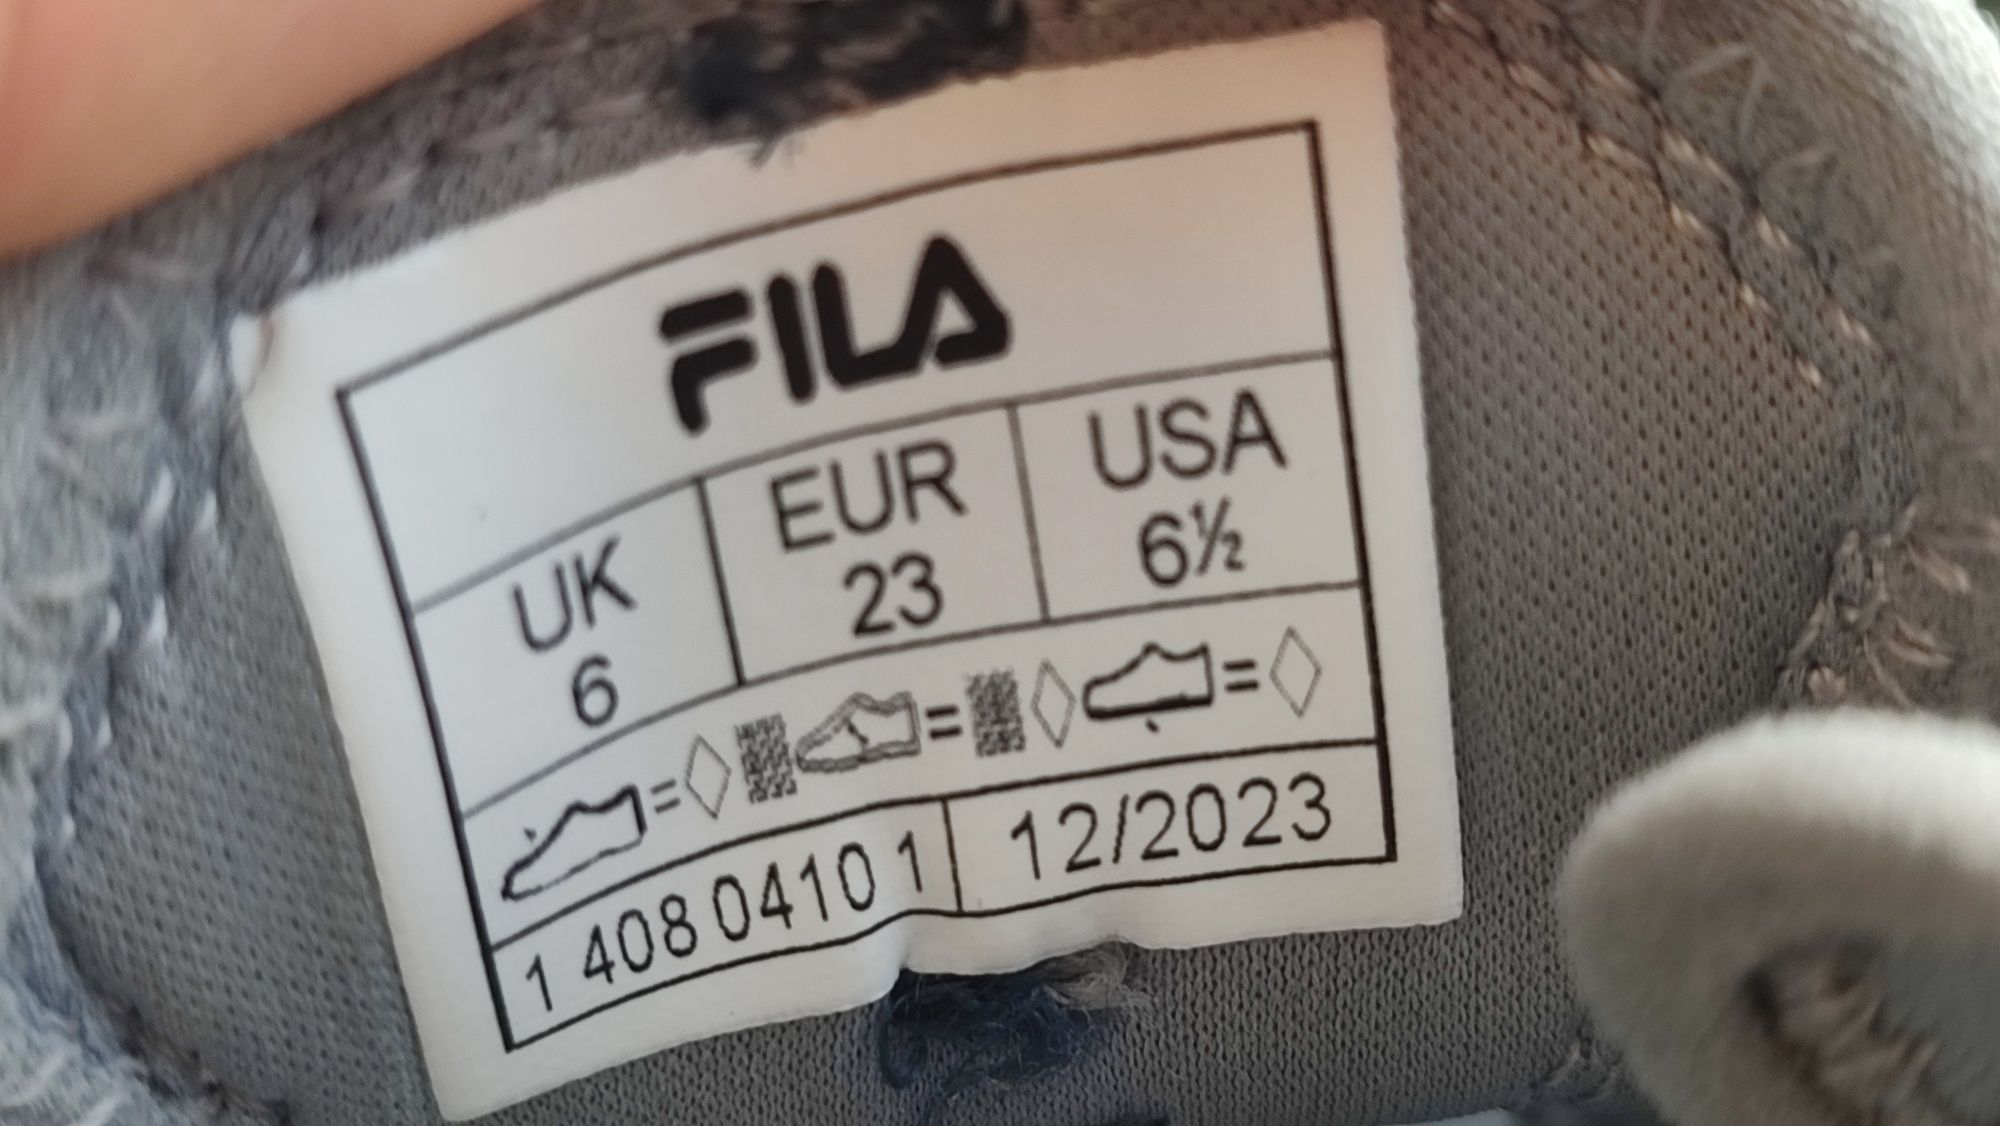 FILA
UK EUR USA
6 23 6½
= = =
1 408 0410 1 12/2023